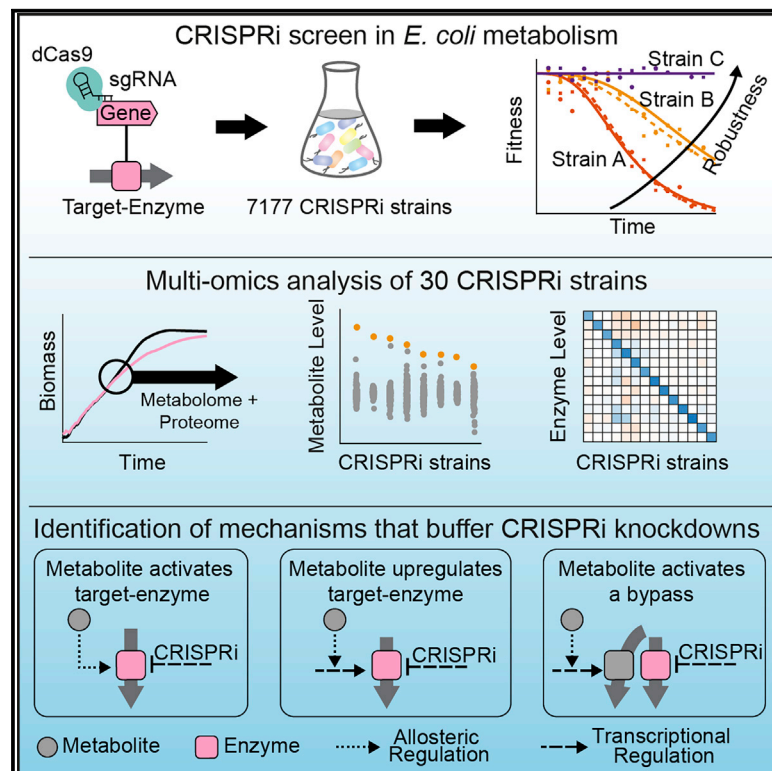 CRISPRi screen in E. coli metabolism
dCas9
sgRNA
Gene
Target-Enzyme
7177 CRISPRi strains
Fitness
Strain C
Strain B
Strain A
Robustness
Time
Multi-omics analysis of 30 CRISPRi strains
Biomass
Metabolome +
Proteome
Time
Metabolite Level
CRISPRi strains
Enzyme Level
CRISPRi strains
Identification of mechanisms that buffer CRISPRi knockdowns
Metabolite activates
target-enzyme
CRISPRi
Metabolite upregulates
target-enzyme
CRISPRi
Metabolite activates
a bypass
CRISPRi
Metabolite
Enzyme
Allosteric
Regulation
Transcriptional
Regulation